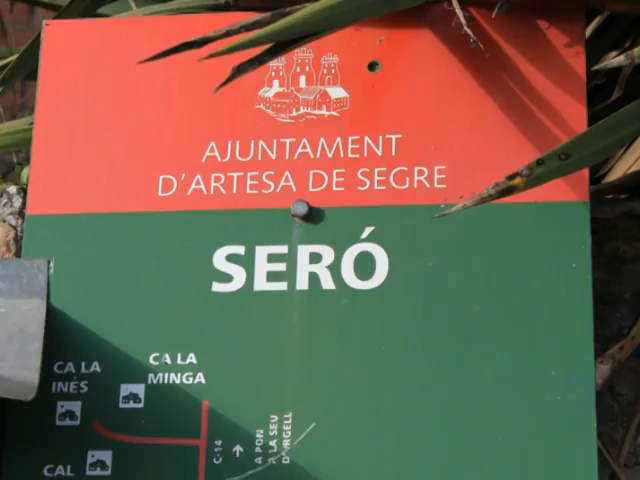 AJUNTAMENT
D'ARTESA DE SEGRE
SERÓ
CA LA
INÉS
CA LA
MINGA
CAL
C-14
A PON
A LA SEU
D'URGELL